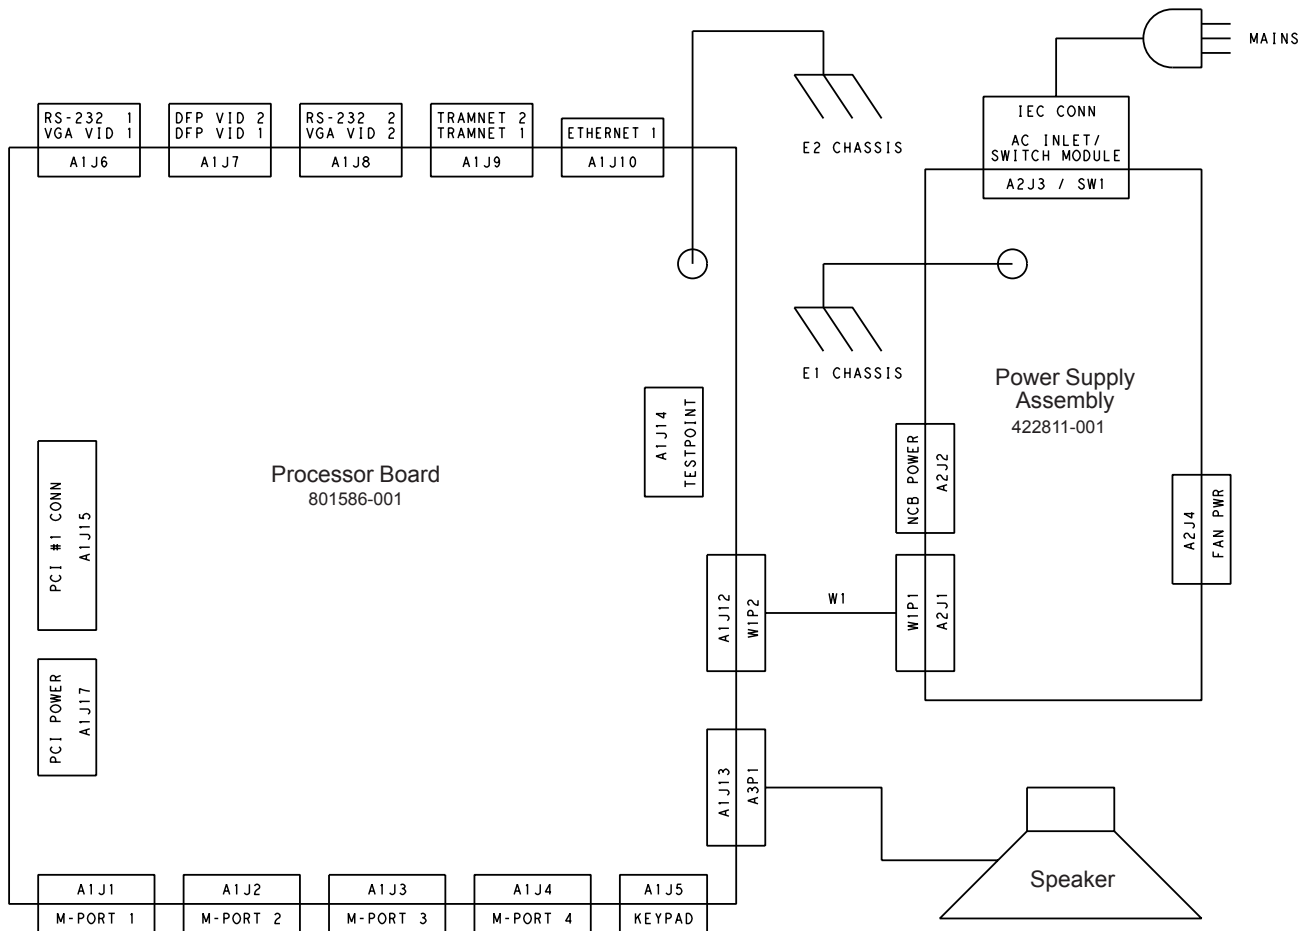 MAINS
IEC CONN
AC INLET/
SWITCH MODULE
A2J3 / SW1
RS-232 1
VGA VID 1
A1J6
DFP VID 2
DFP VID 1
A1J7
RS-232 2
VGA VID 2
A1J8
TRAMNET 2
TRAMNET 1
A1J9
ETHERNET 1
A1J10
E2 CHASSIS
E1 CHASSIS
Power Supply
Assembly
422811-001
A1J14
TESTPOINT
Processor Board
801586-001
PCI #1 CONN
A1J15
NCB POWER
A2J2
A2J4
FAN PWR
A1J12
W1P2
W1
W1P1
A2J1
PCI POWER
A1J17
A1J13
A3P1
Speaker
A1J1
M-PORT 1
A1J2
M-PORT 2
A1J3
M-PORT 3
A1J4
M-PORT 4
A1J5
KEYPAD